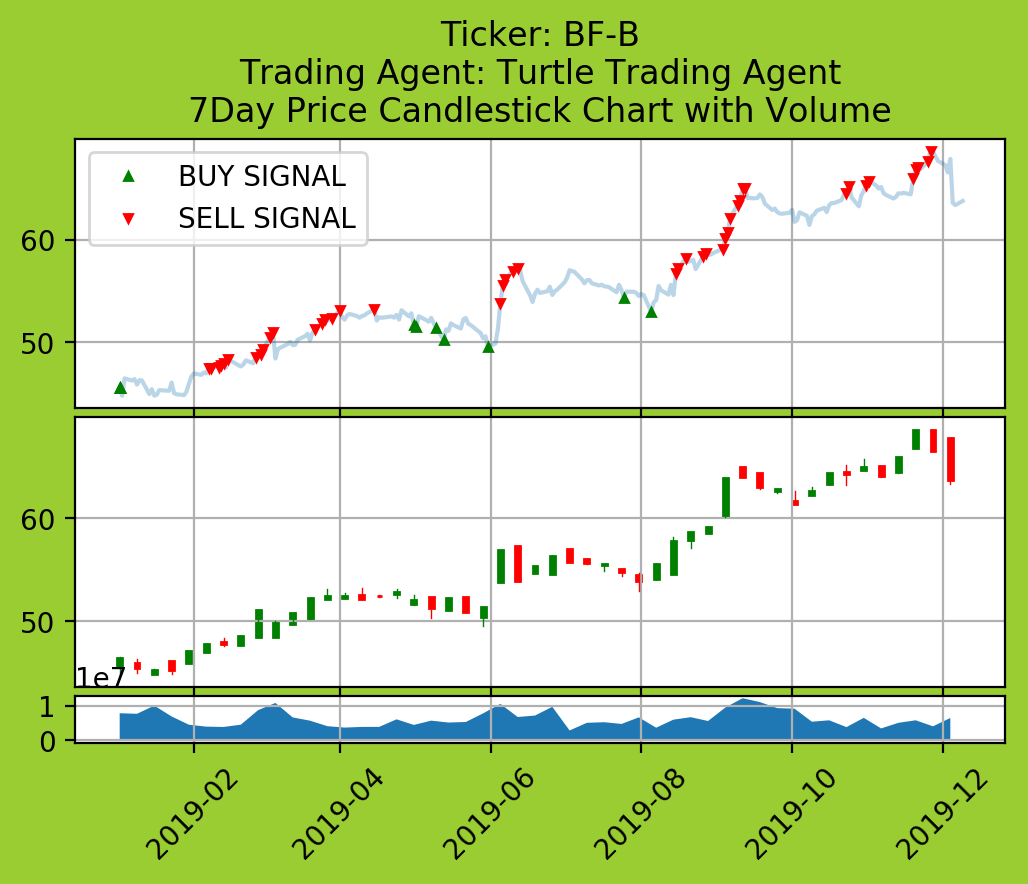 Ticker: BF-B
Trading Agent: Turtle Trading Agent
7Day Price Candlestick Chart with Volume
BUY SIGNAL
SELL SIGNAL
60
50
60
50
1e7
1
0
2019-02
2019-04
2019-06
2019-08
2019-10
2019-12